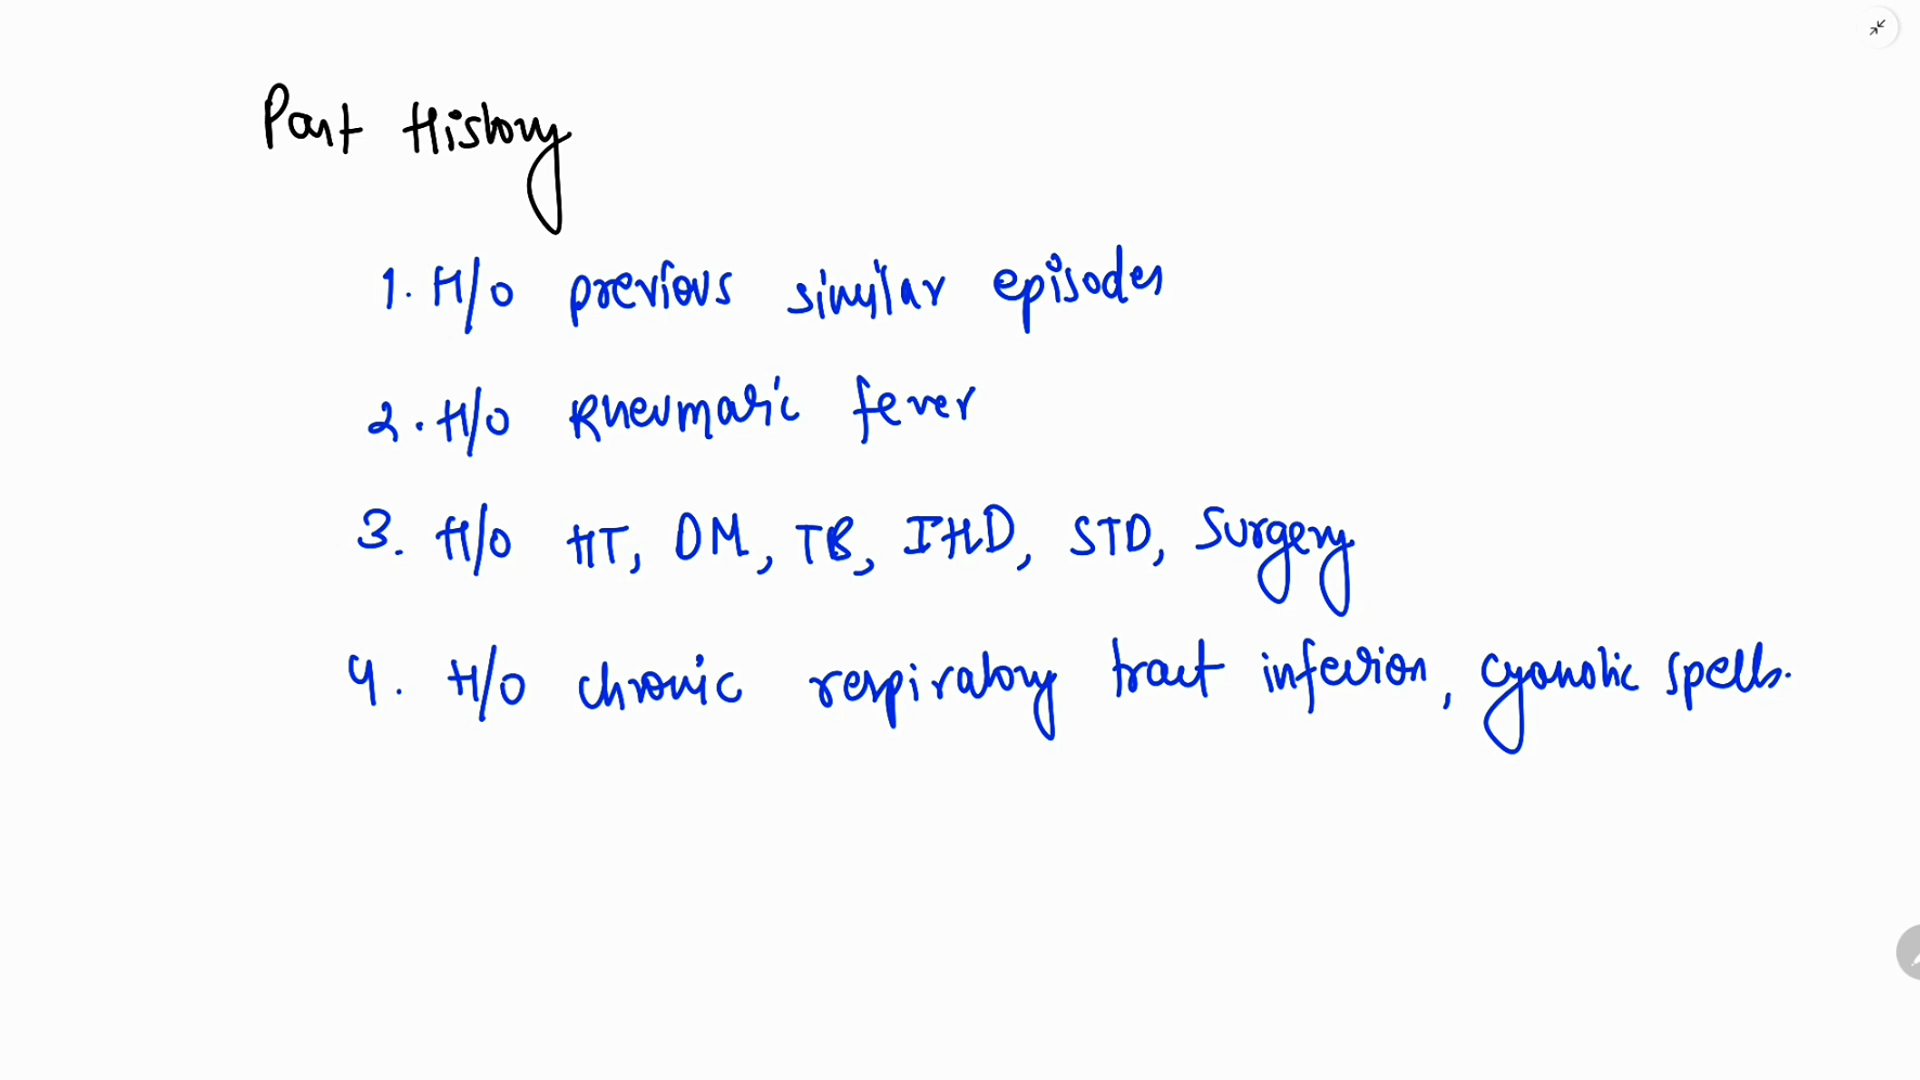 Past History
1. H/O previous similar episodes
2. H/O Rheumatic fever
3. H/O HT, DM, TB, IHD, STD, Surgery
4. H/O chronic respiratory tract infection, cyanotic spells.